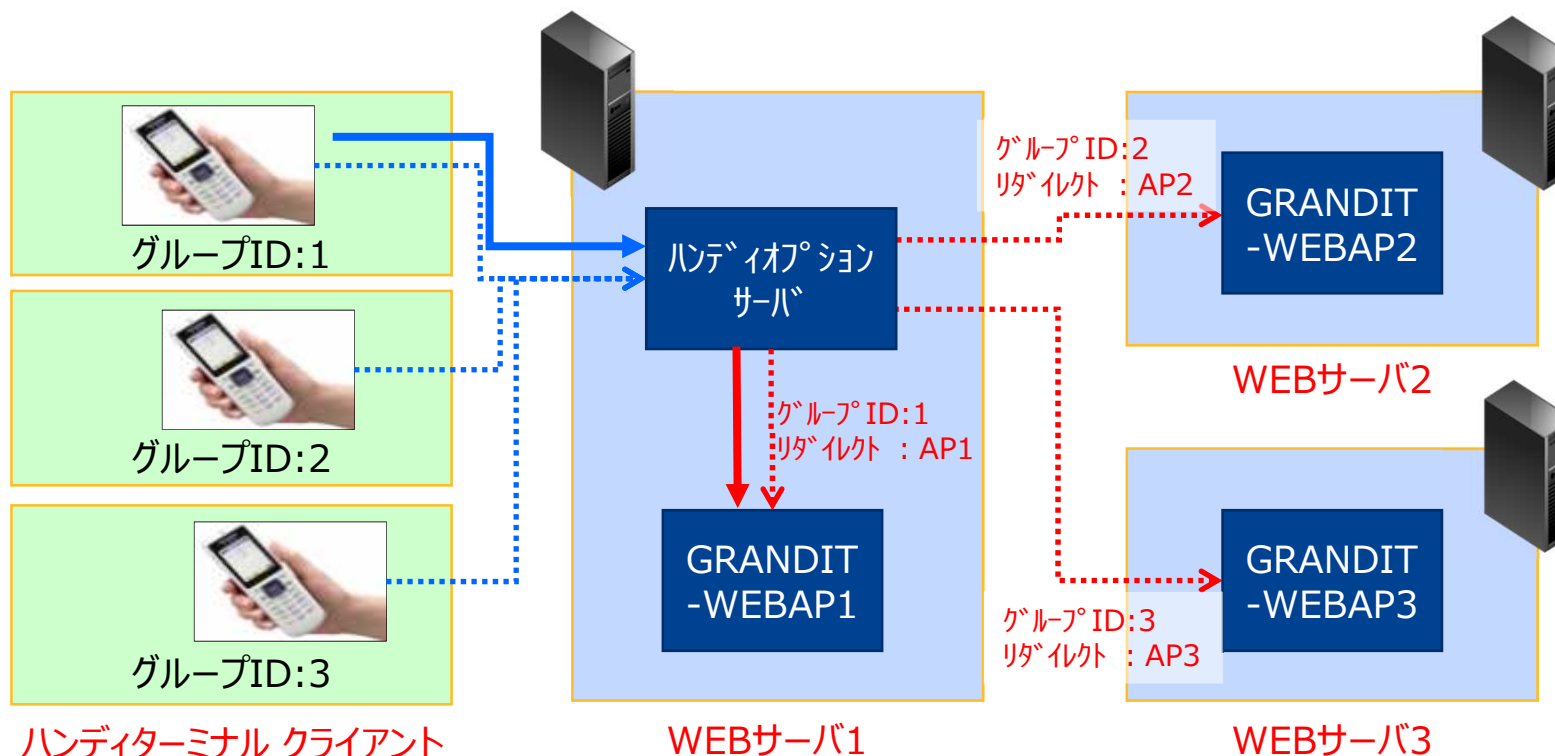 グループID:1
グループID:2
グループID:3
ハンディターミナル クライアント
ﾊﾝﾃﾞｨｵﾌﾟｼｮﾝ
ｻｰﾊﾞ
ｸﾞﾙｰﾌﾟID:1
ﾘﾀﾞｲﾚｸﾄ : AP1
GRANDIT
-WEBAP1
WEBサーバ1
ｸﾞﾙｰﾌﾟID:2
ﾘﾀﾞｲﾚｸﾄ : AP2
GRANDIT
-WEBAP2
WEBサーバ2
ｸﾞﾙｰﾌﾟID:3
ﾘﾀﾞｲﾚｸﾄ : AP3
GRANDIT
-WEBAP3
WEBサーバ3